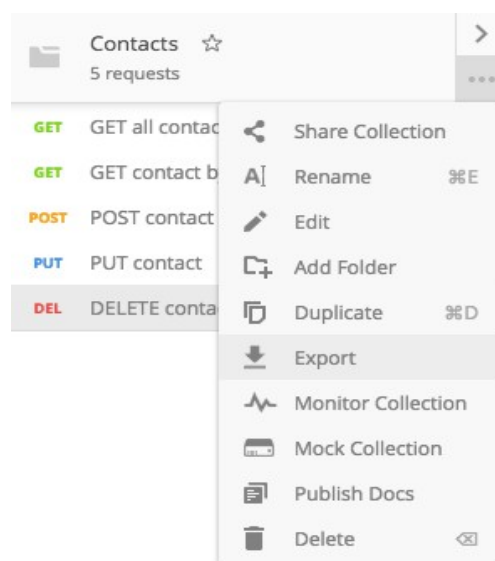 Contacts ☆
5 requests
GET GET all contac
GET GET contact b
POST POST contact
PUT PUT contact
DEL DELETE conta
Share Collection
Rename ⌘E
Edit
Add Folder
Duplicate ⌘D
Export
Monitor Collection
Mock Collection
Publish Docs
Delete ⌫